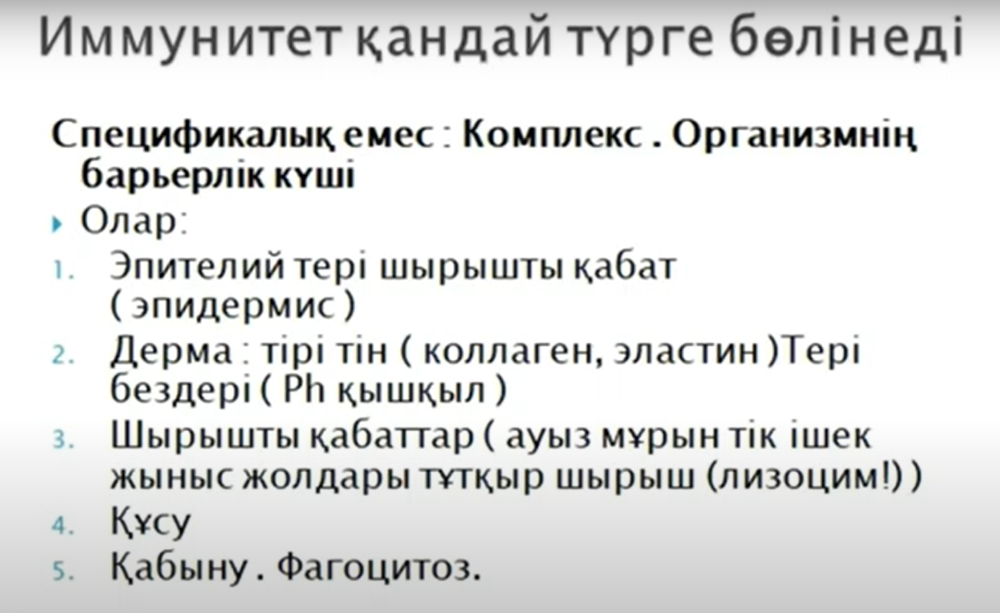 Иммунитет қандай түрге бөлінеді
Спецификалық емес : Комплекс . Организмнің
барьерлік күші
Олар:
1. Эпителий тері шырышты қабат
( эпидермис )
2. Дерма : тірі тін ( коллаген, эластин )Тері
бездері ( Ph қышқыл )
3. Шырышты қабаттар ( ауыз мұрын тік ішек
жыныс жолдары тұтқыр шырыш (лизоцим!) )
4. Құсу
5. Қабыну . Фагоцитоз.